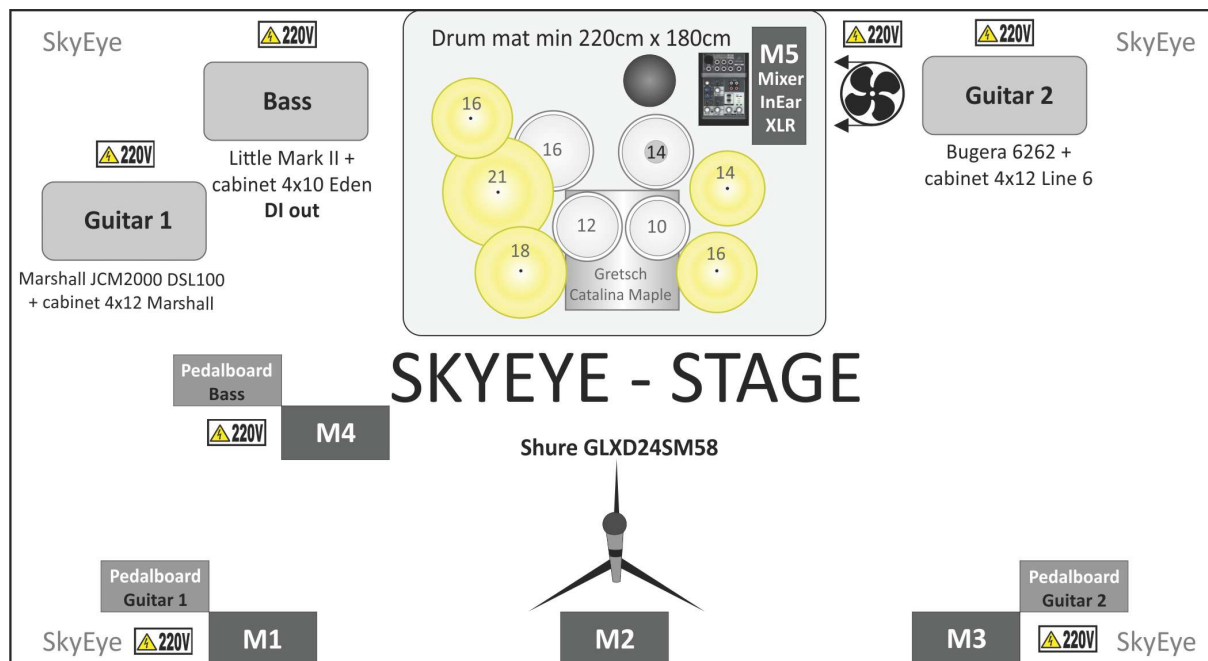 SkyEye
220V
Drum mat min 220cm x 180cm
M5
Mixer
InEar
XLR
220V
220V
SkyEye
Bass
Little Mark II +
cabinet 4x10 Eden
DI out
220V
Guitar 1
Marshall JCM2000 DSL100
+ cabinet 4x12 Marshall
16
16
14
21
14
12
10
18
16
Gretsch
Catalina Maple
Guitar 2
Bugera 6262 +
cabinet 4x12 Line 6
SKYEYE - STAGE
Pedalboard
Bass
220V
M4
Shure GLXD24SM58
Pedalboard
Guitar 1
SkyEye
220V
M1
M2
M3
Pedalboard
Guitar 2
220V
SkyEye